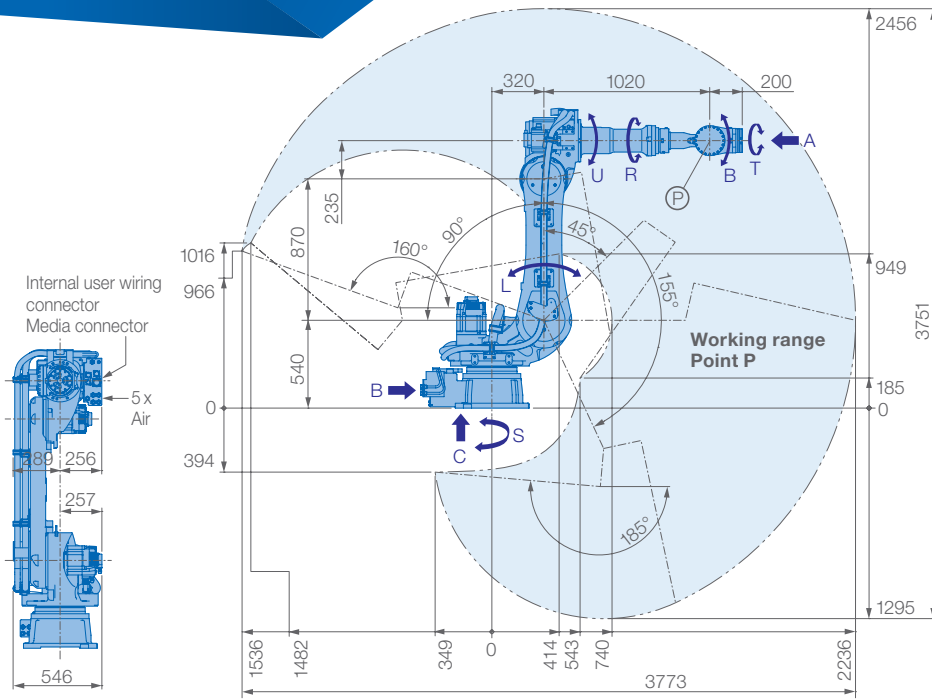 2456
320
1020
200
A
U
R
B
T
P
235
870
90°
45°
160°
155°
1016
966
949
3751
L
Internal user wiring
connector
Media connector
Working range
Point P
540
185
B
5 x
Air
0
0
S
C
394
289
256
257
185°
1295
546
1536
1482
349
0
414
543
740
2236
3773